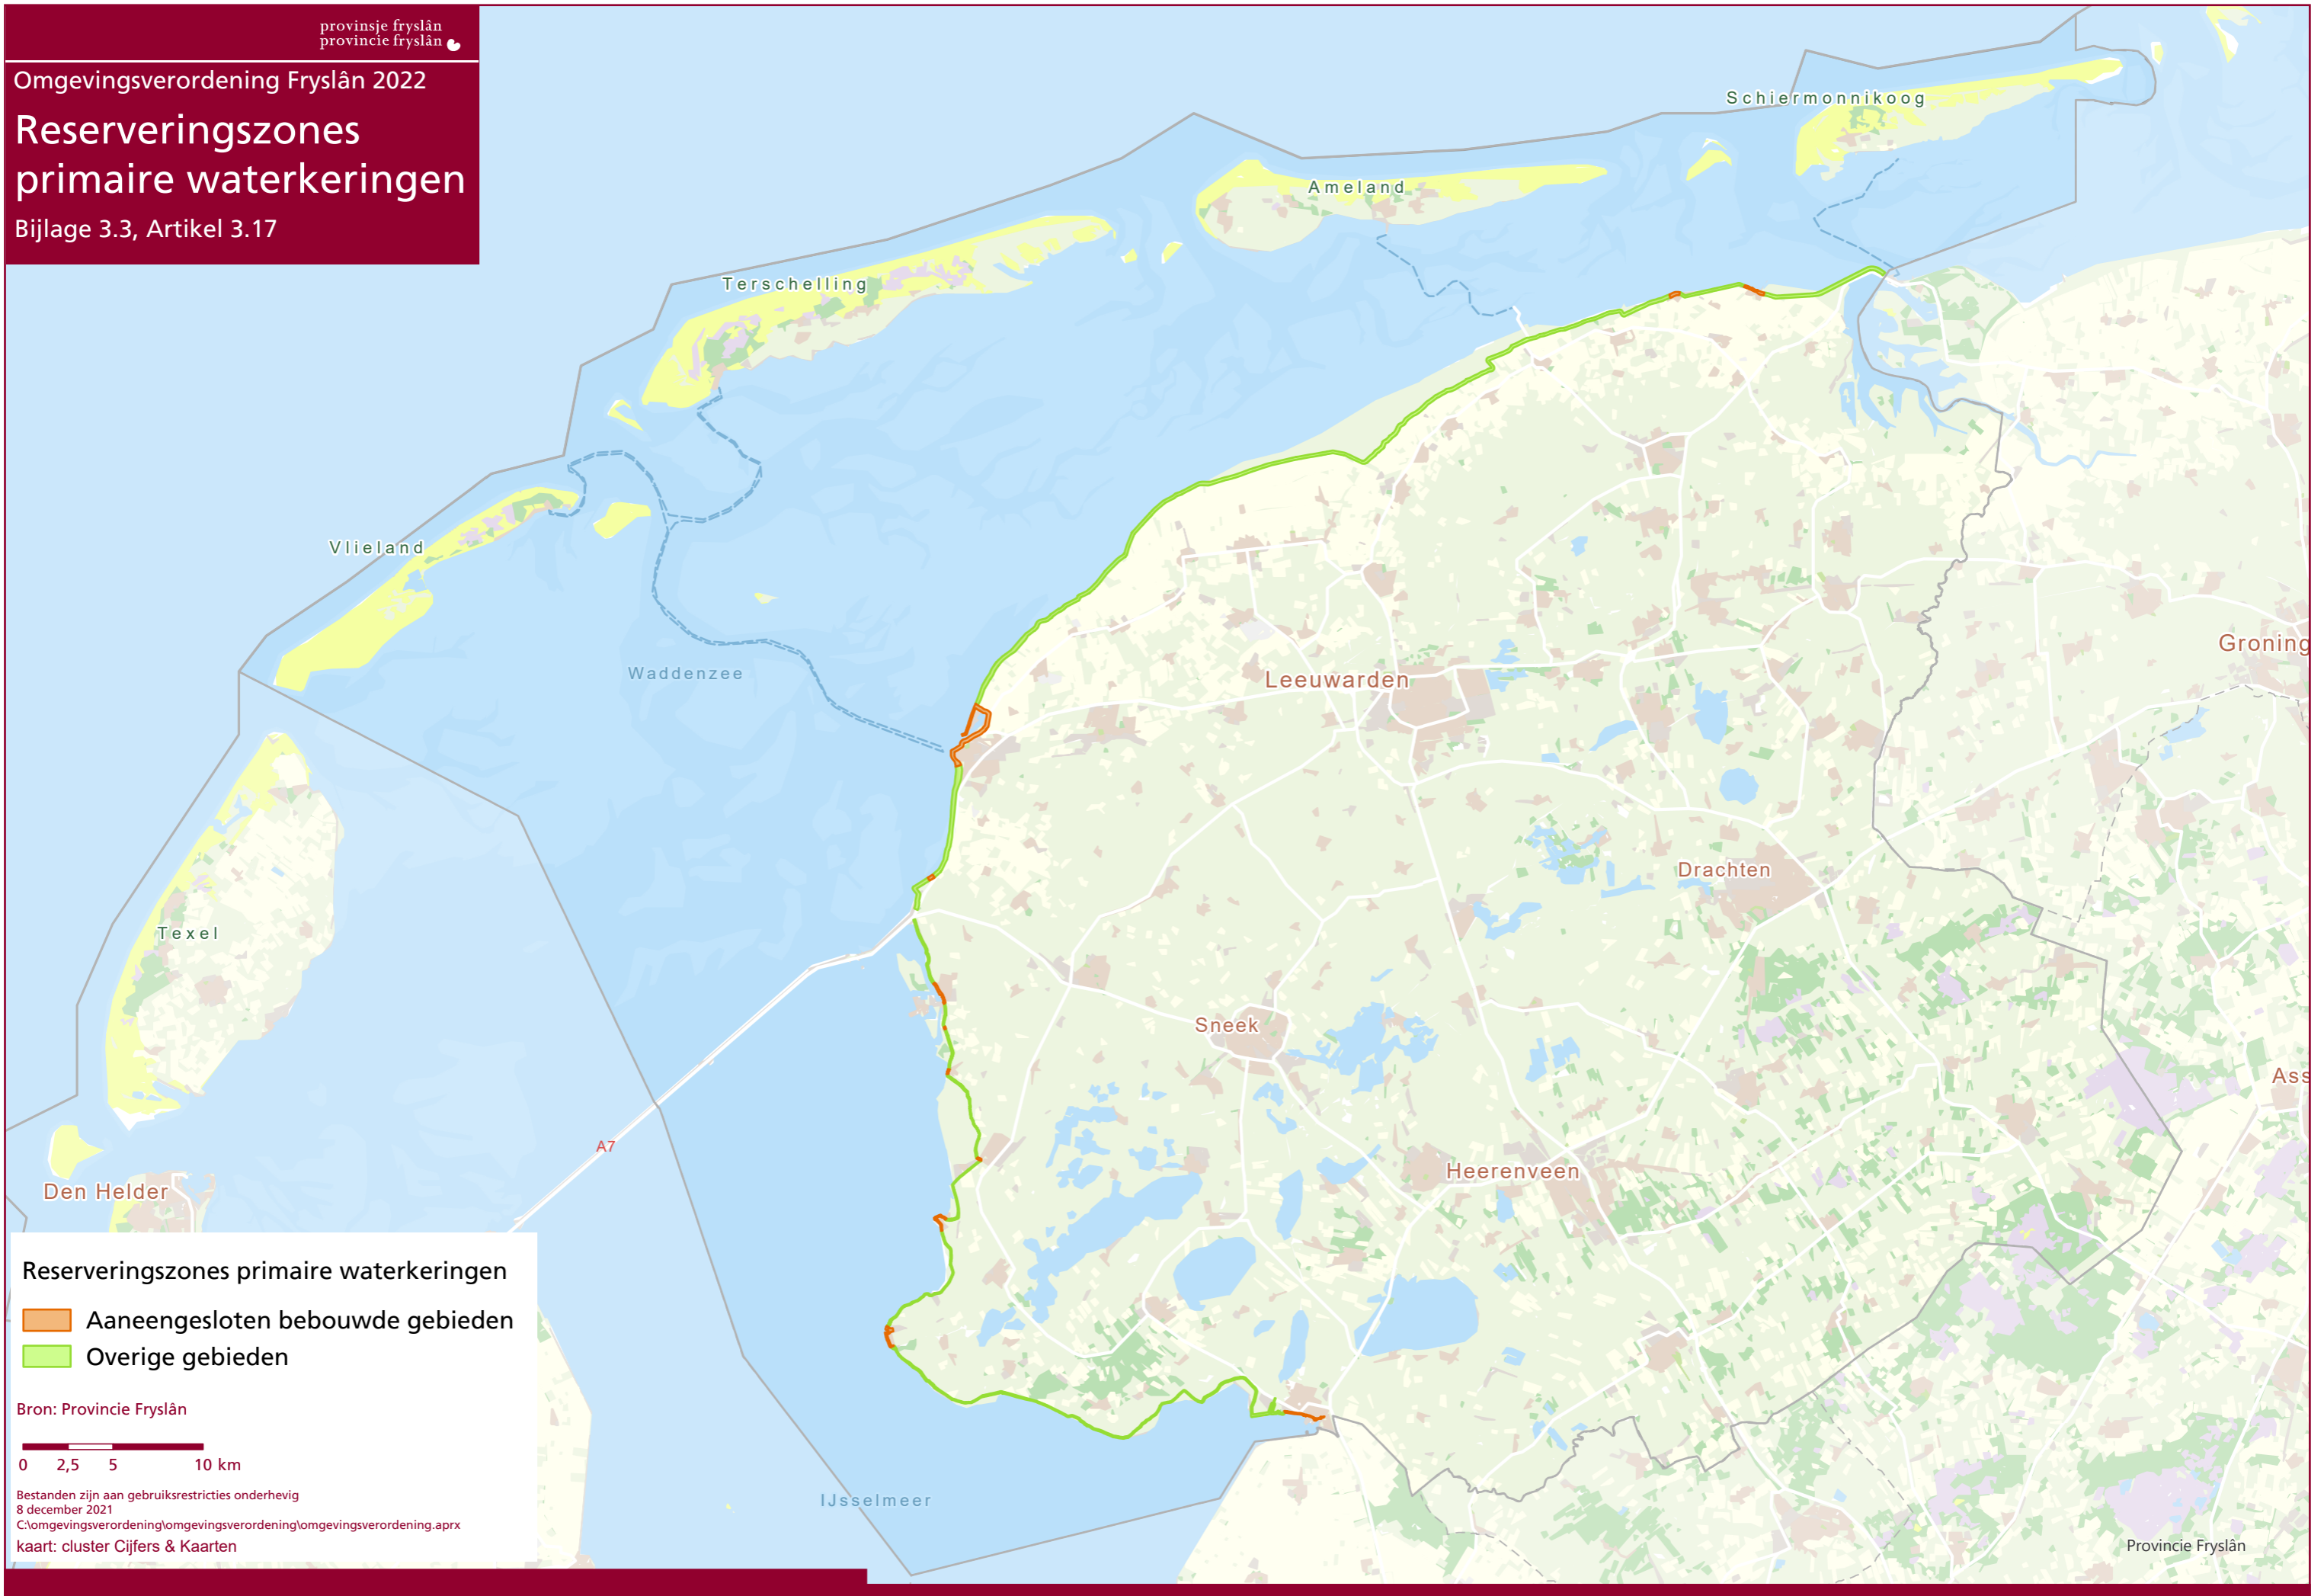 provinsje fryslân
provincie fryslân
Omgevingsverordening Fryslân 2022
Reserveringszones
primaire waterkeringen
Bijlage 3.3, Artikel 3.17
Schiermonnikoog
Ameland
Terschelling
Vlieland
Waddenzee
Leeuwarden
Groning
Drachten
Texel
Sneek
Ass
A7
Heerenveen
Den Helder
IJsselmeer
Reserveringszones primaire waterkeringen
Aaneengesloten bebouwde gebieden
Overige gebieden
Bron: Provincie Fryslân
0 2,5 5 10 km
Bestanden zijn aan gebruiksrestricties onderhevig
8 december 2021
C:\omgevingsverordening\omgevingsverordening\omgevingsverordening.aprx
kaart: cluster Cijfers & Kaarten
Provincie Fryslân